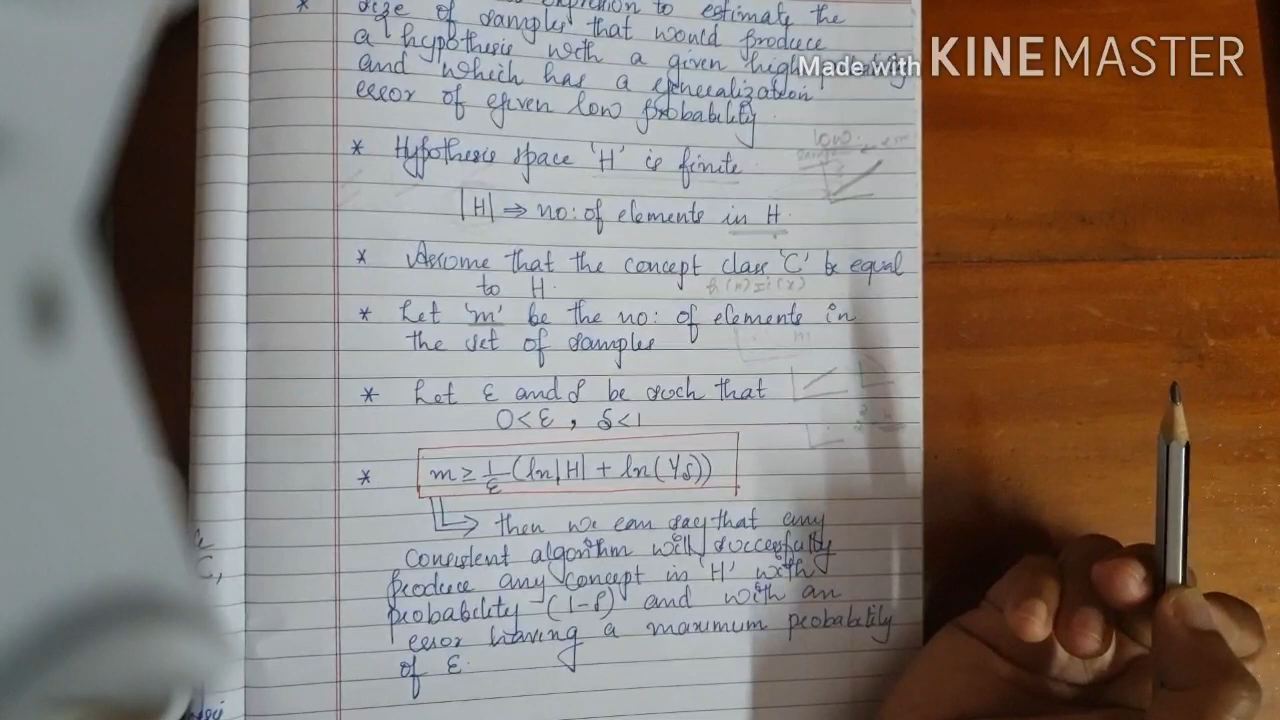 * size of samples that would produce
expression to estimate the
a hypothesis with a given high
and which has a generalization
error of given low probability.
Made with KINEMASTER
* Hypothesis space 'H' is finite
low
|H| ⇒ no: of elements in H.
* Assume that the concept class 'C' be equal
to H.
* Let 'm' be the no: of elements in
the set of samples
* Let ε and δ be such that
0<ε, δ<1
* m ≥ 1/ε (ln|H| + ln(1/δ))
→ then we can say that any
consistent algorithm will successfully
produce any concept in 'H' with
probability (1-δ) and with an
error having a maximum probability
of ε.
C,